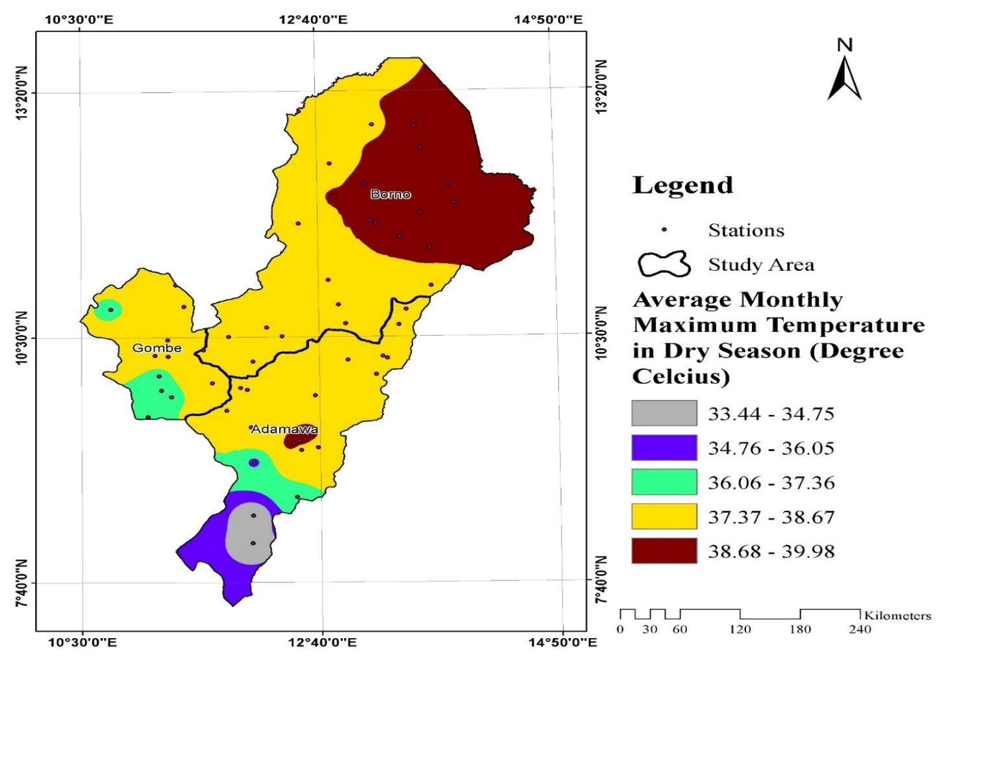 10°30'0"E 12°40'0"E 14°50'0"E
N
13°20'0"N 13°20'0"N
Borno
Legend
Stations
Study Area
Average Monthly
Maximum Temperature
in Dry Season (Degree
Celcius)
10°30'0"N 10°30'0"N
Gombe
33.44 - 34.75
Adamawa
34.76 - 36.05
36.06 - 37.36
37.37 - 38.67
38.68 - 39.98
7°40'0"N 7°40'0"N
Kilometers
0 30 60 120 180 240
10°30'0"E 12°40'0"E 14°50'0"E